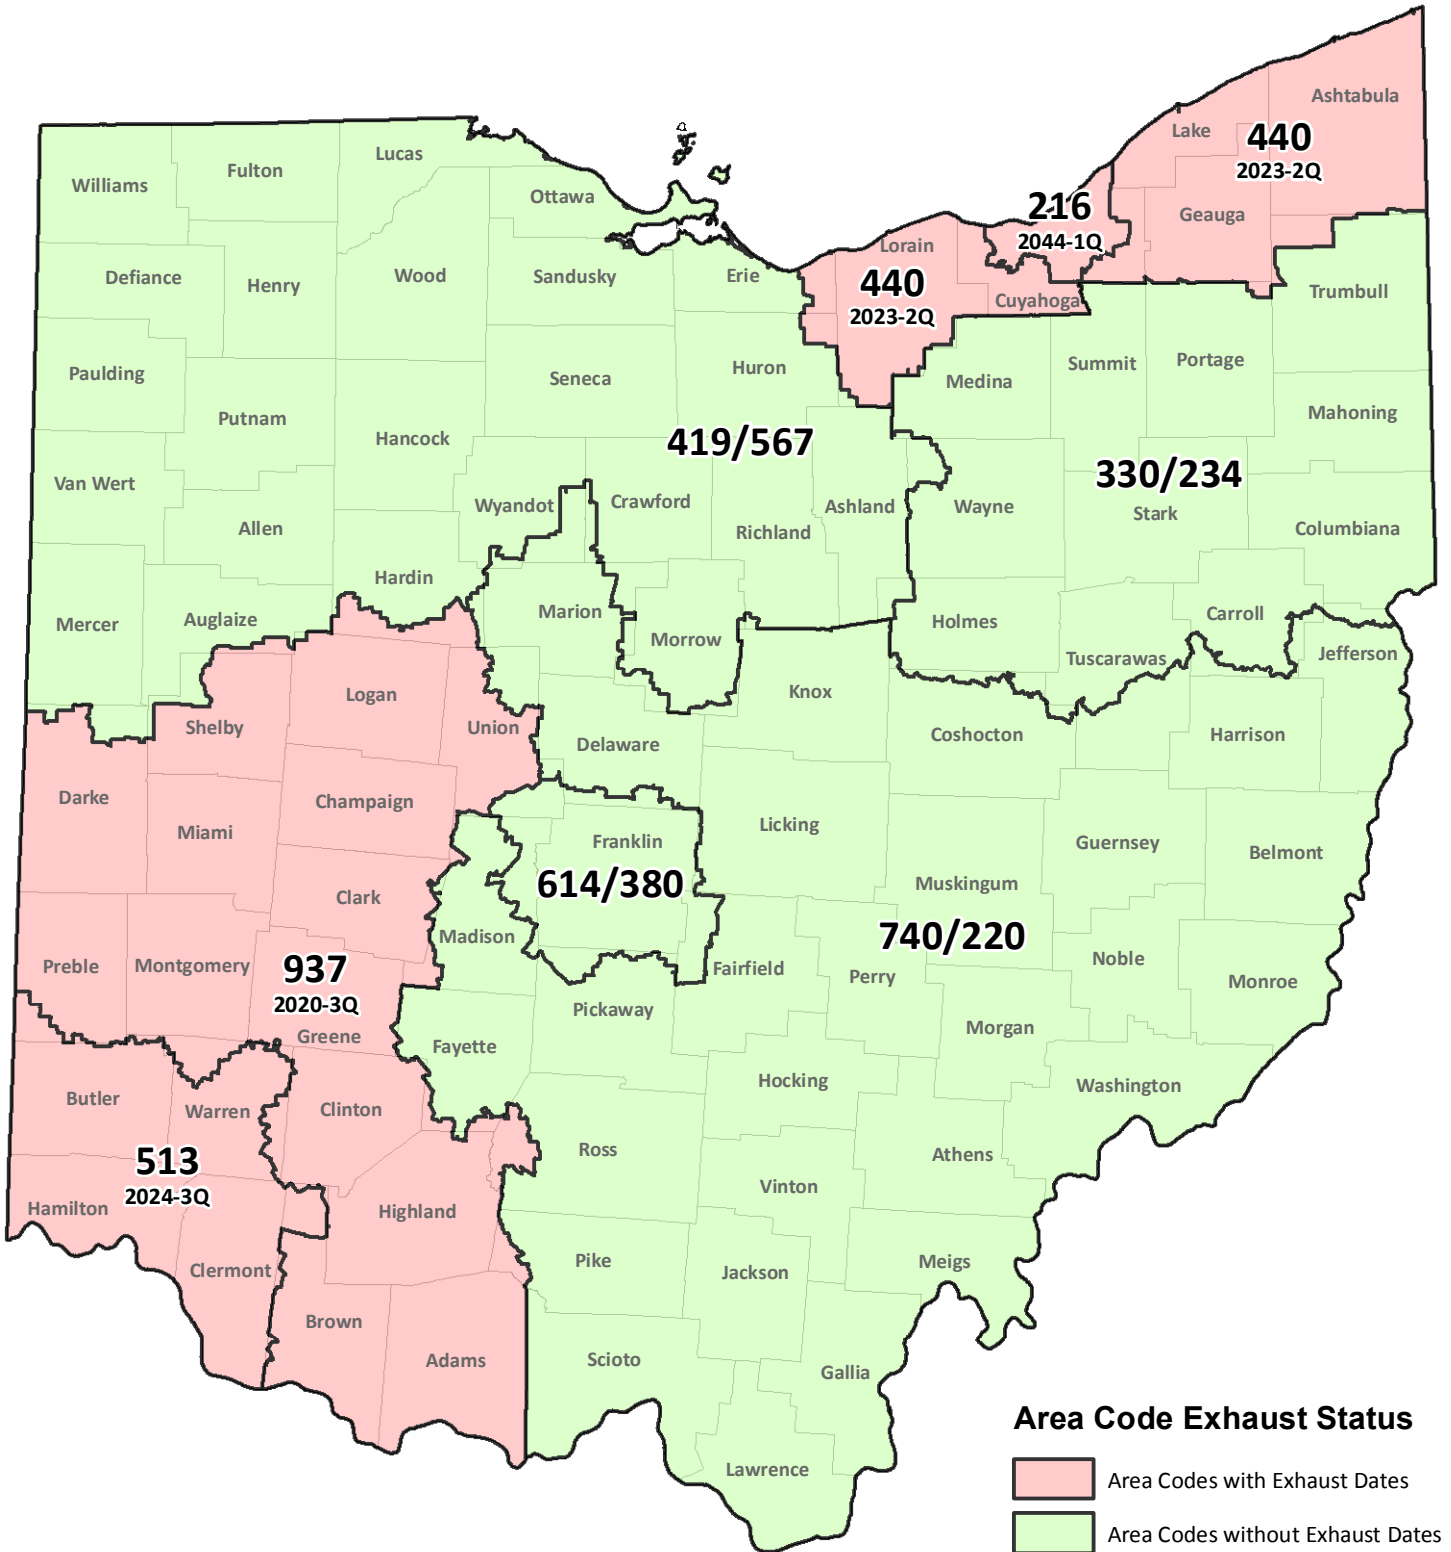 Ashtabula
Lake
440
2023-2Q
Lucas
Fulton
Williams
Ottawa
216
2044-1Q
Geauga
Lorain
440
2023-2Q
Cuyahoga
Defiance
Henry
Wood
Sandusky
Erie
Trumbull
Paulding
Seneca
Huron
Medina
Summit
Portage
Putnam
Hancock
419/567
Mahoning
330/234
Van Wert
Allen
Wyandot
Crawford
Richland
Ashland
Wayne
Stark
Columbiana
Hardin
Mercer
Auglaize
Marion
Morrow
Holmes
Carroll
Tuscarawas
Jefferson
Logan
Knox
Shelby
Union
Delaware
Coshocton
Harrison
Darke
Champaign
Miami
Licking
Franklin
614/380
Guernsey
Belmont
Clark
Muskingum
740/220
Madison
Preble
Montgomery
937
2020-3Q
Greene
Fairfield
Perry
Noble
Monroe
Pickaway
Morgan
Fayette
Hocking
Washington
Butler
Warren
Clinton
513
2024-3Q
Ross
Athens
Vinton
Hamilton
Highland
Clermont
Pike
Jackson
Meigs
Brown
Adams
Scioto
Gallia
Lawrence
Area Code Exhaust Status
Area Codes with Exhaust Dates
Area Codes without Exhaust Dates